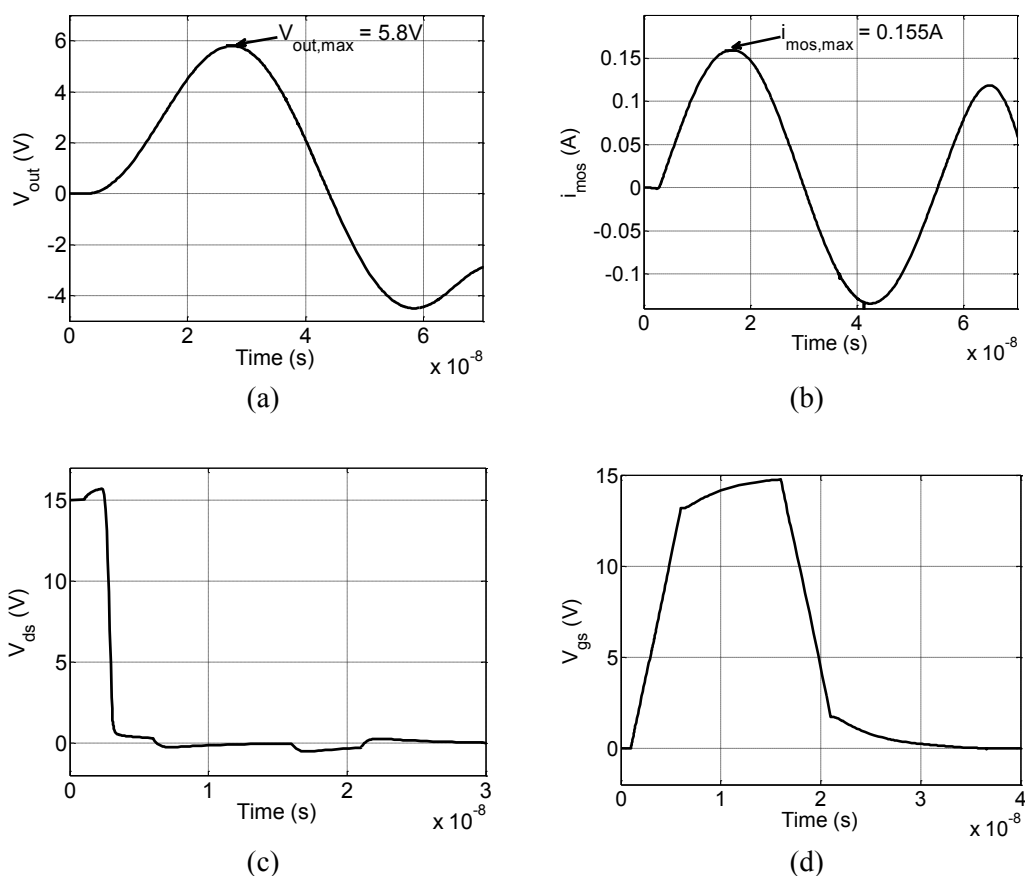 V_out,max = 5.8V
6
4
2
0
-2
-4
V_out (V)
0 2 4 6
Time (s)
x 10^-8
(a)
i_mos,max = 0.155A
0.15
0.1
0.05
0
-0.05
-0.1
i_mos (A)
0 2 4 6
Time (s)
x 10^-8
(b)
15
10
5
0
V_ds (V)
0 1 2 3
Time (s)
x 10^-8
(c)
15
10
5
0
V_gs (V)
0 1 2 3 4
Time (s)
x 10^-8
(d)